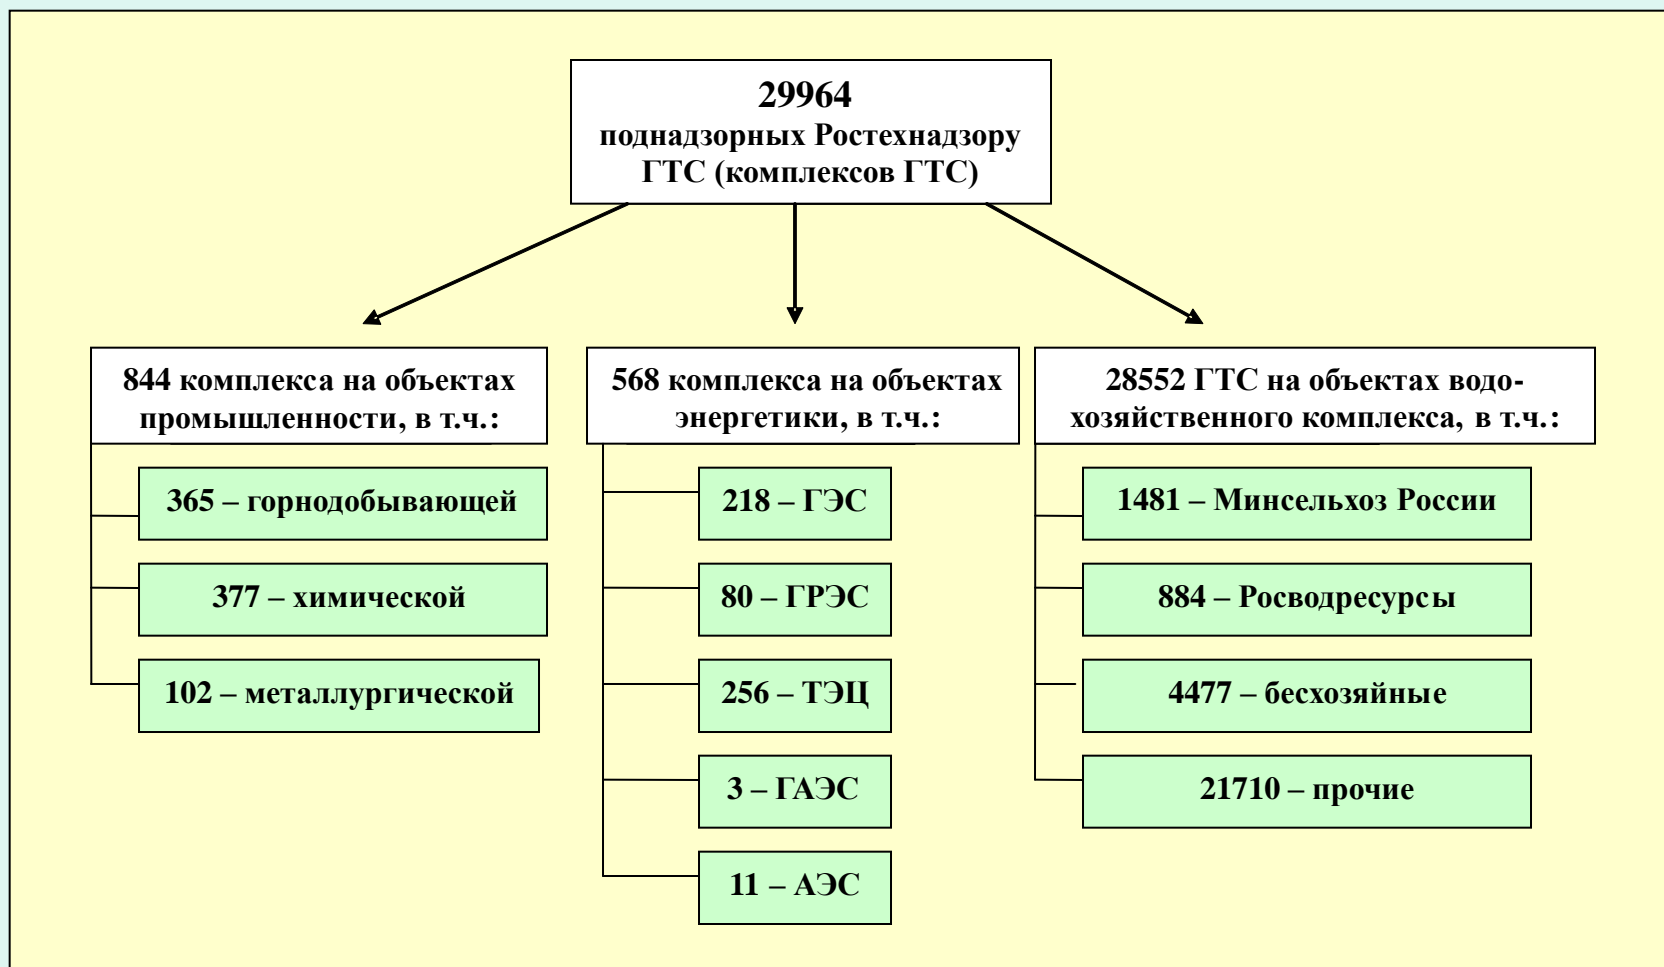 29964
поднадзорных Ростехнадзору
ГТС (комплексов ГТС)
844 комплекса на объектах
промышленности, в т.ч.:
365 – горнодобывающей
377 – химической
102 – металлургической
568 комплекса на объектах
энергетики, в т.ч.:
218 – ГЭС
80 – ГРЭС
256 – ТЭЦ
3 – ГАЭС
11 – АЭС
28552 ГТС на объектах водо-
хозяйственного комплекса, в т.ч.:
1481 – Минсельхоз России
884 – Росводресурсы
4477 – бесхозяйные
21710 – прочие